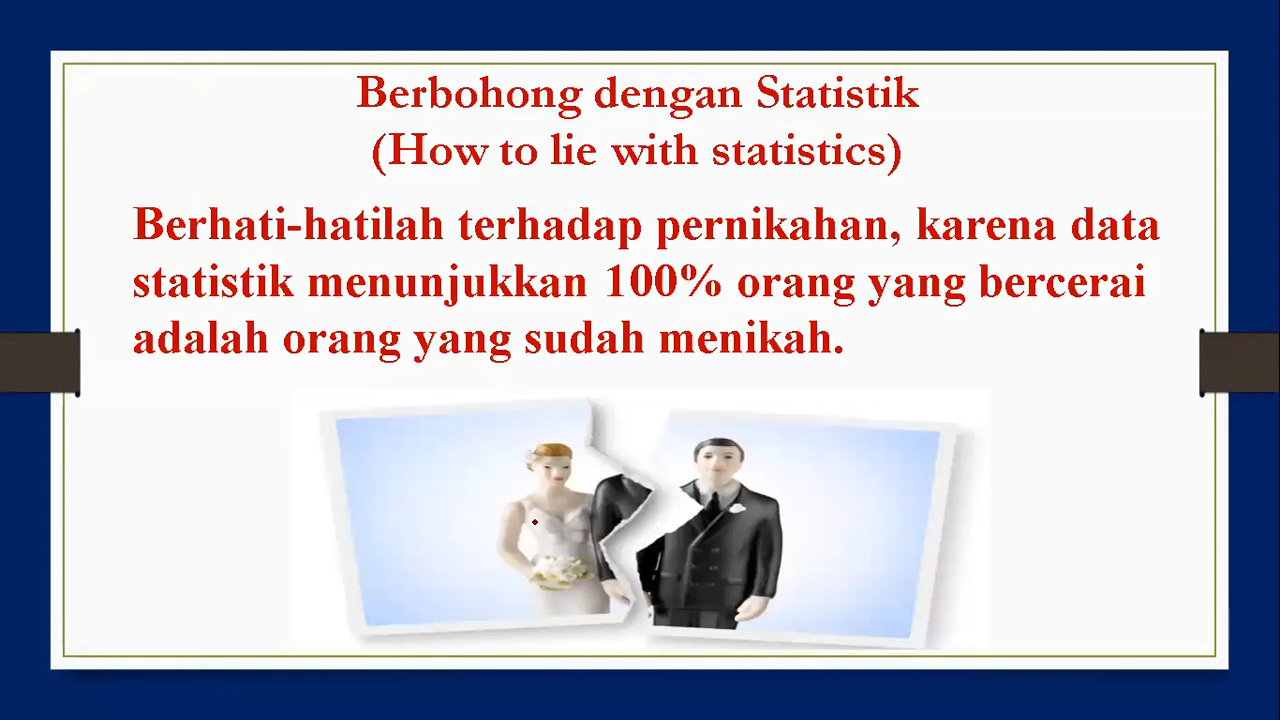 Berbohong dengan Statistik
(How to lie with statistics)
Berhati-hatilah terhadap pernikahan, karena data
statistik menunjukkan 100% orang yang bercerai
adalah orang yang sudah menikah.